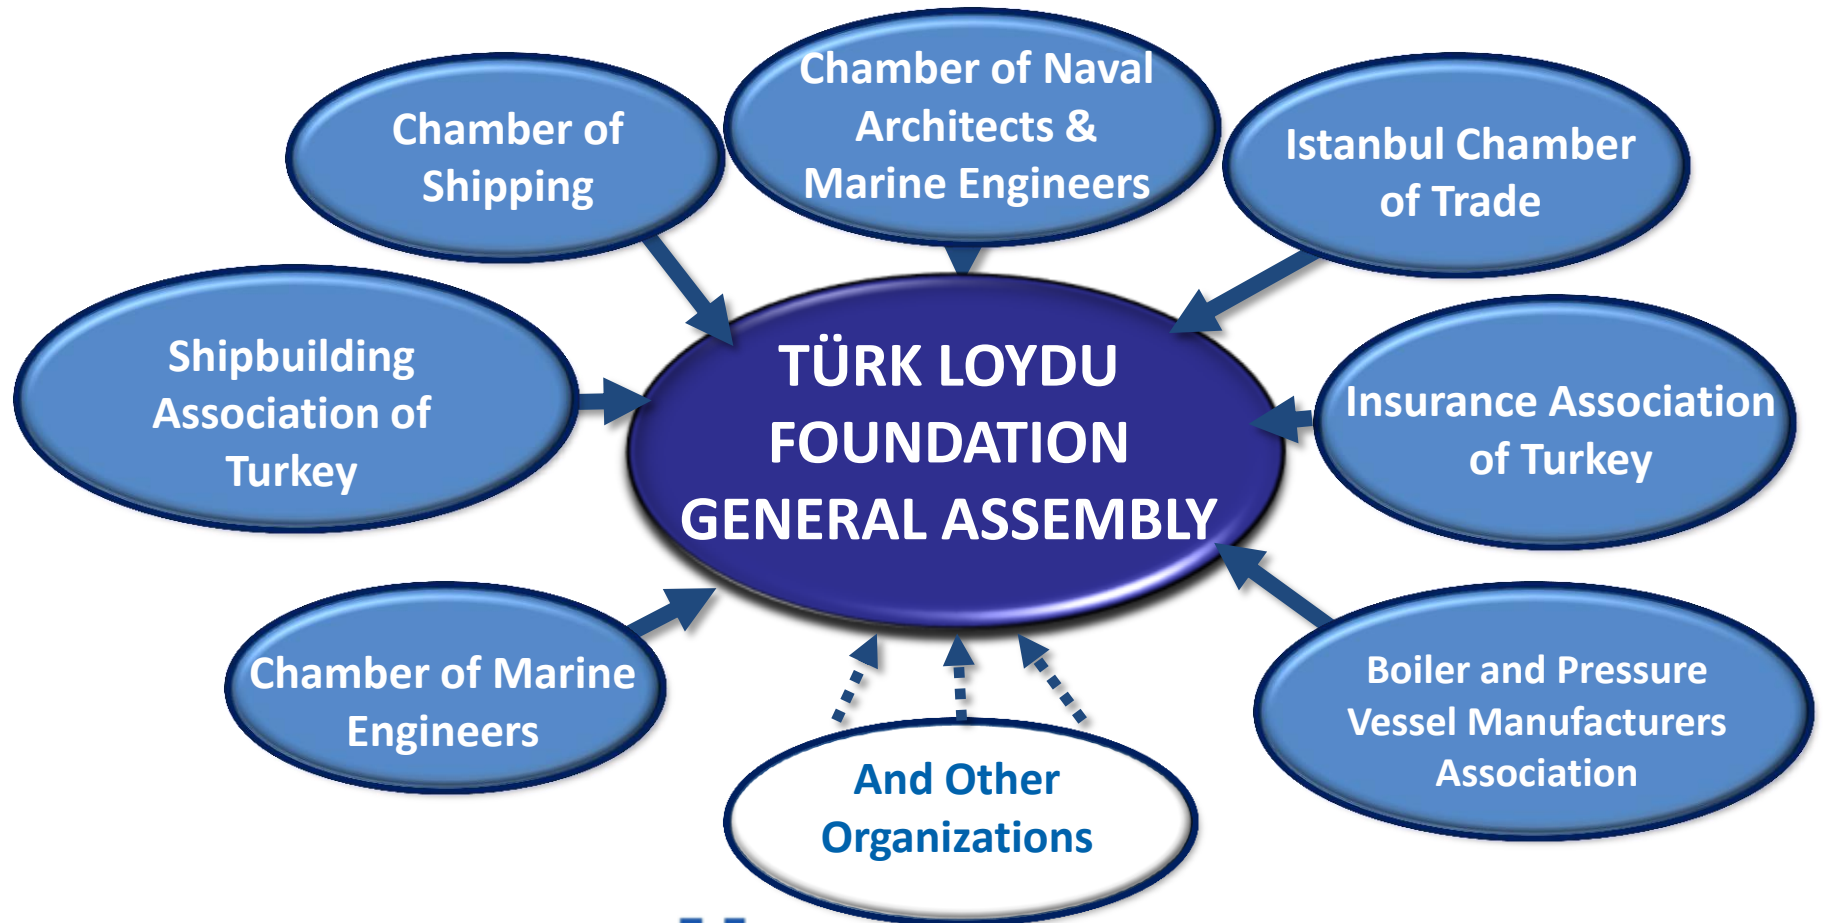 Chamber of Naval
Architects &
Marine Engineers
Chamber of
Shipping
Istanbul Chamber
of Trade
Shipbuilding
Association of
Turkey
TÜRK LOYDU
FOUNDATION
GENERAL ASSEMBLY
Insurance Association
of Turkey
Chamber of Marine
Engineers
Boiler and Pressure
Vessel Manufacturers
Association
And Other
Organizations